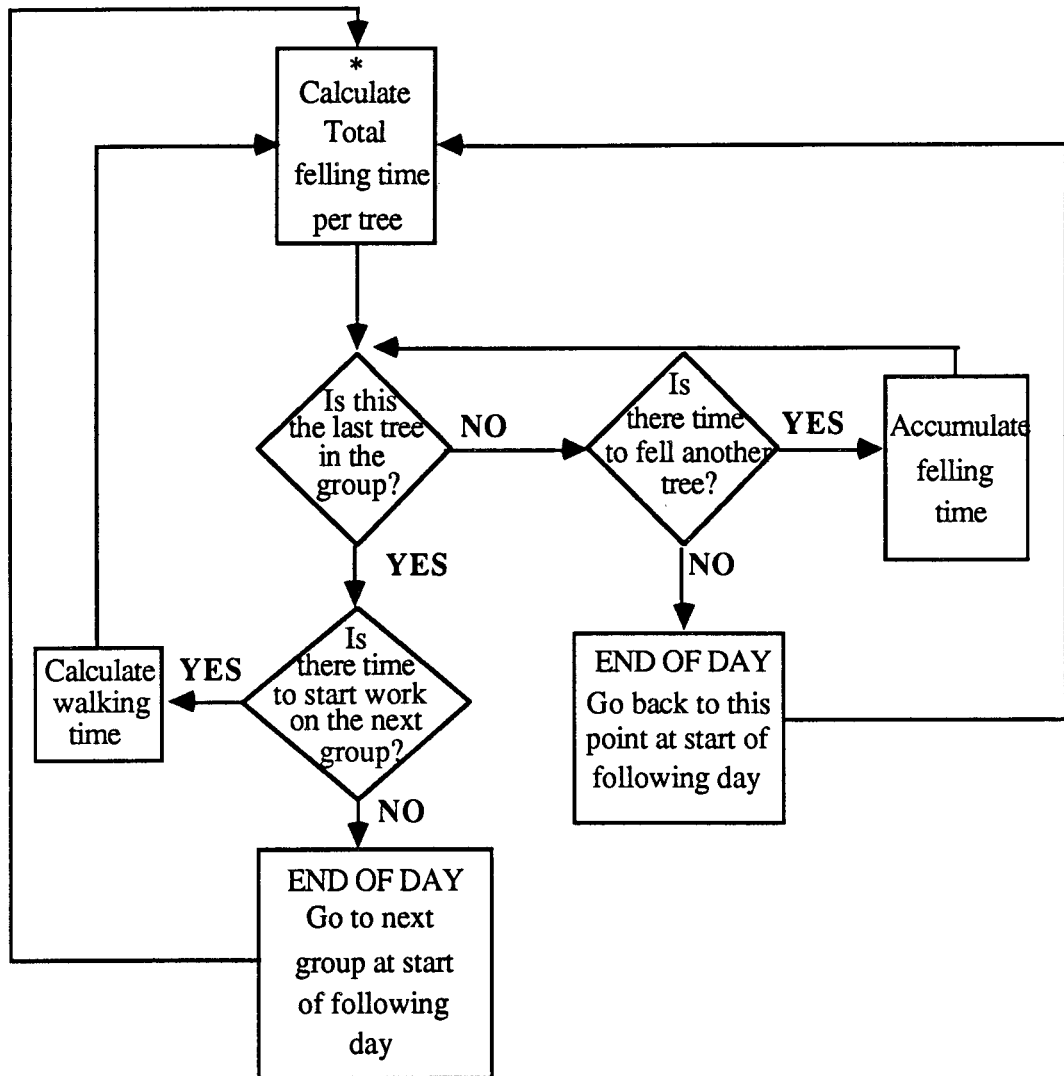 *
Calculate
Total
felling time
per tree
Is this
the last tree
in the
group?
NO
Is
there time
to fell another
tree?
YES
Accumulate
felling
time
YES
NO
Is
there time
to start work
on the next
group?
YES
Calculate
walking
time
END OF DAY
Go back to this
point at start of
following day
NO
END OF DAY
Go to next
group at start
of following
day